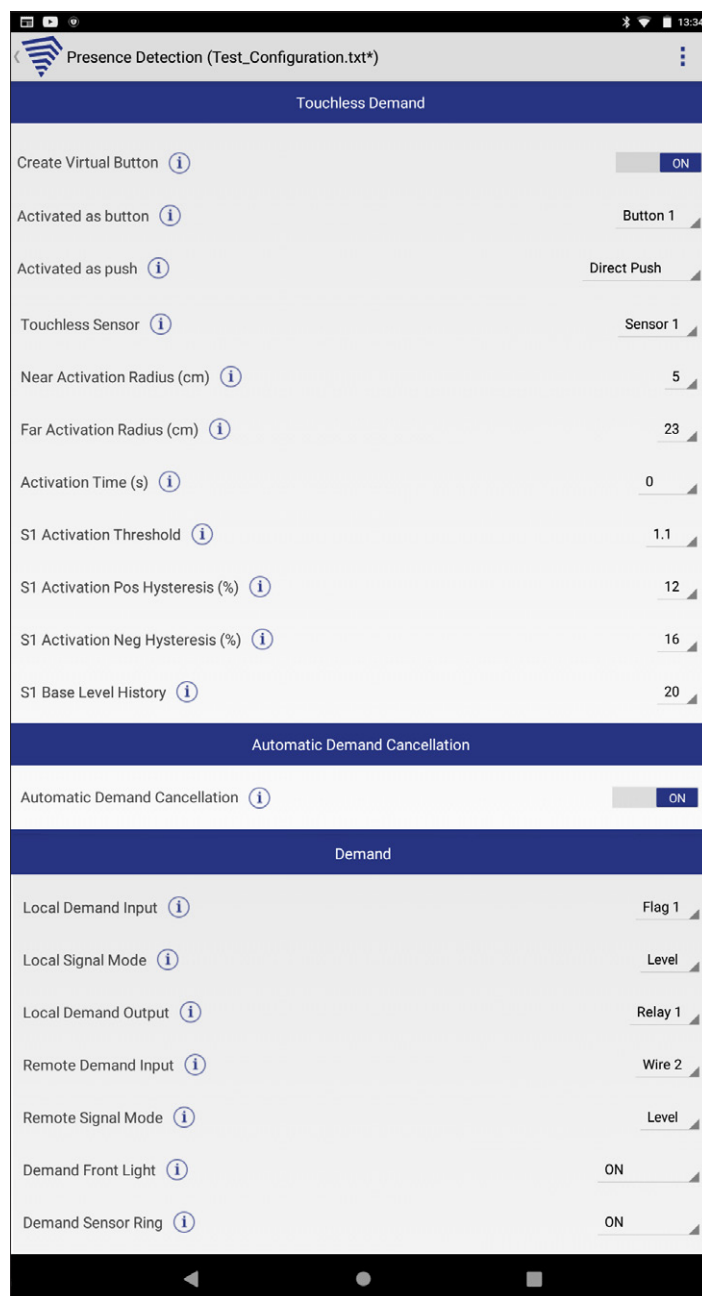 13:34
Presence Detection (Test_Configuration.txt*)
Touchless Demand
Create Virtual Button i ON
Activated as button i Button 1
Activated as push i Direct Push
Touchless Sensor i Sensor 1
Near Activation Radius (cm) i 5
Far Activation Radius (cm) i 23
Activation Time (s) i 0
S1 Activation Threshold i 1.1
S1 Activation Pos Hysteresis (%) i 12
S1 Activation Neg Hysteresis (%) i 16
S1 Base Level History i 20
Automatic Demand Cancellation
Automatic Demand Cancellation i ON
Demand
Local Demand Input i Flag 1
Local Signal Mode i Level
Local Demand Output i Relay 1
Remote Demand Input i Wire 2
Remote Signal Mode i Level
Demand Front Light i ON
Demand Sensor Ring i ON